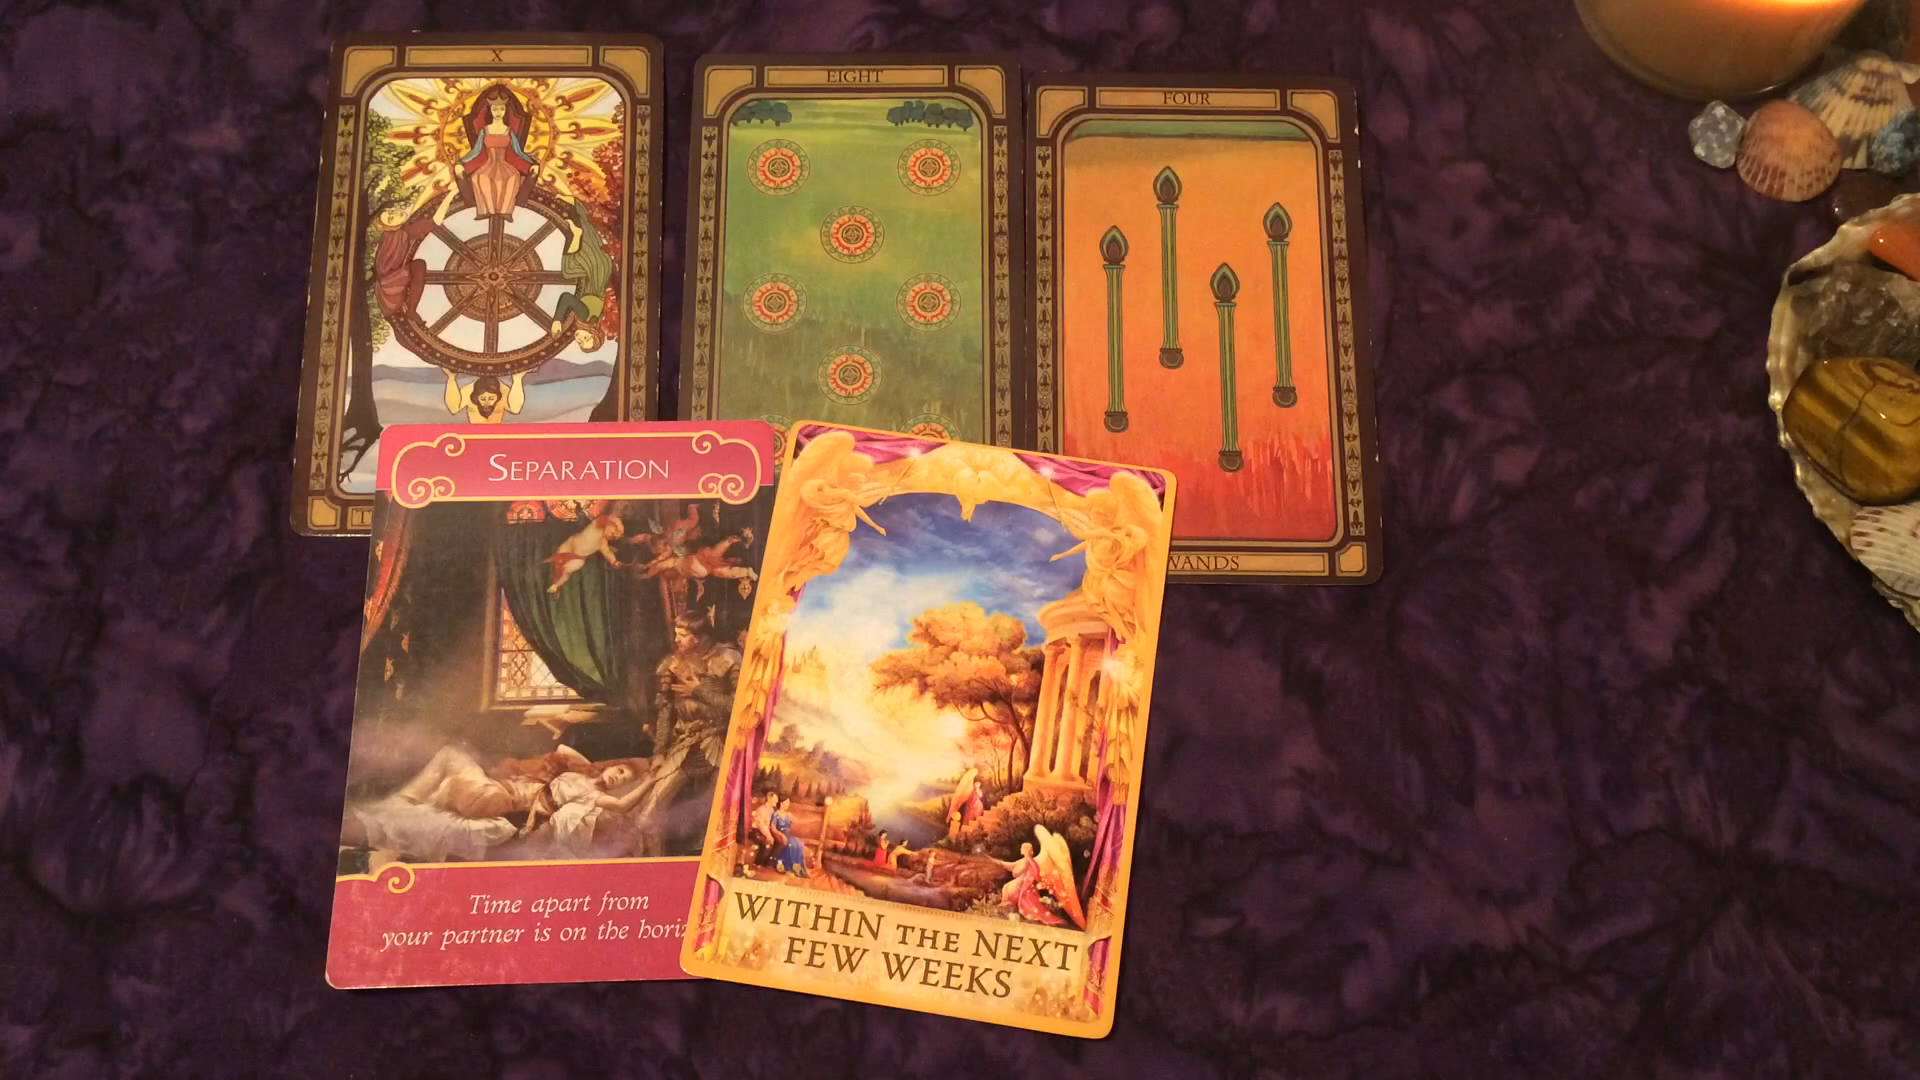 X
EIGHT
FOUR
WANDS
SEPARATION
Time apart from
your partner is on the
WITHIN THE NEXT
FEW WEEKS